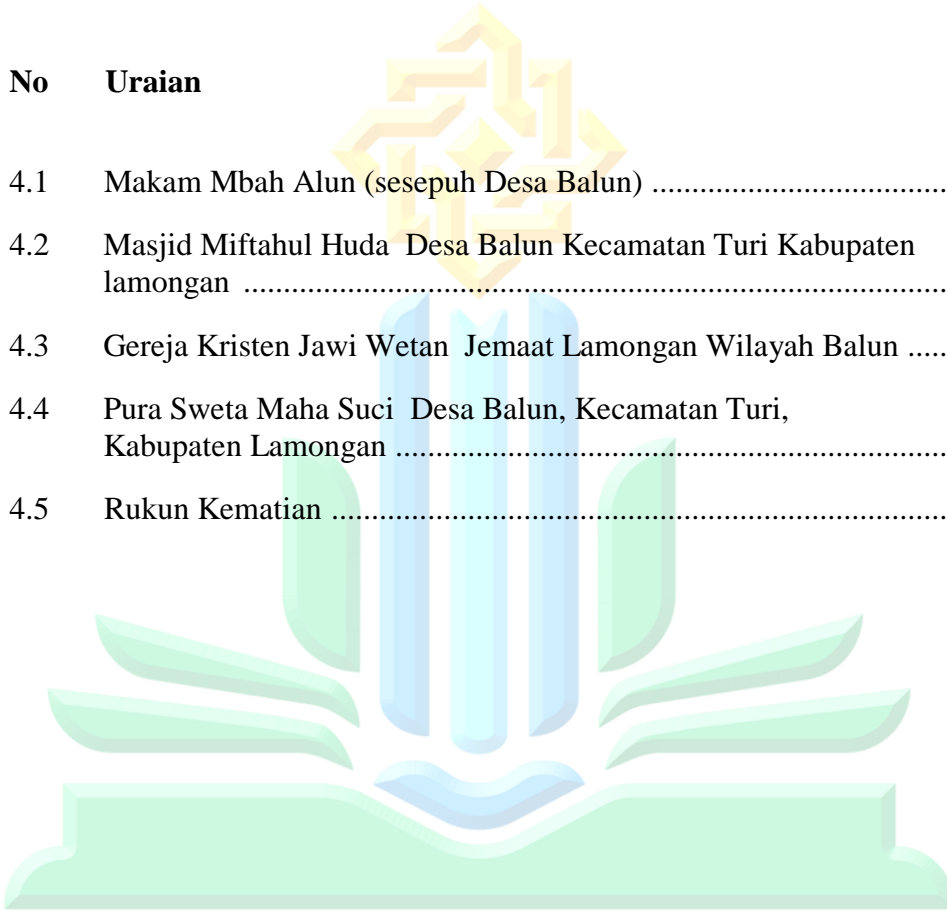 No Uraian
4.1 Makam Mbah Alun (sesepuh Desa Balun) .....................................
4.2 Masjid Miftahul Huda  Desa Balun Kecamatan Turi Kabupaten
lamongan ........................................................................................
4.3 Gereja Kristen Jawi Wetan  Jemaat Lamongan Wilayah Balun .....
4.4 Pura Sweta Maha Suci  Desa Balun, Kecamatan Turi,
Kabupaten Lamongan .....................................................................
4.5 Rukun Kematian .............................................................................